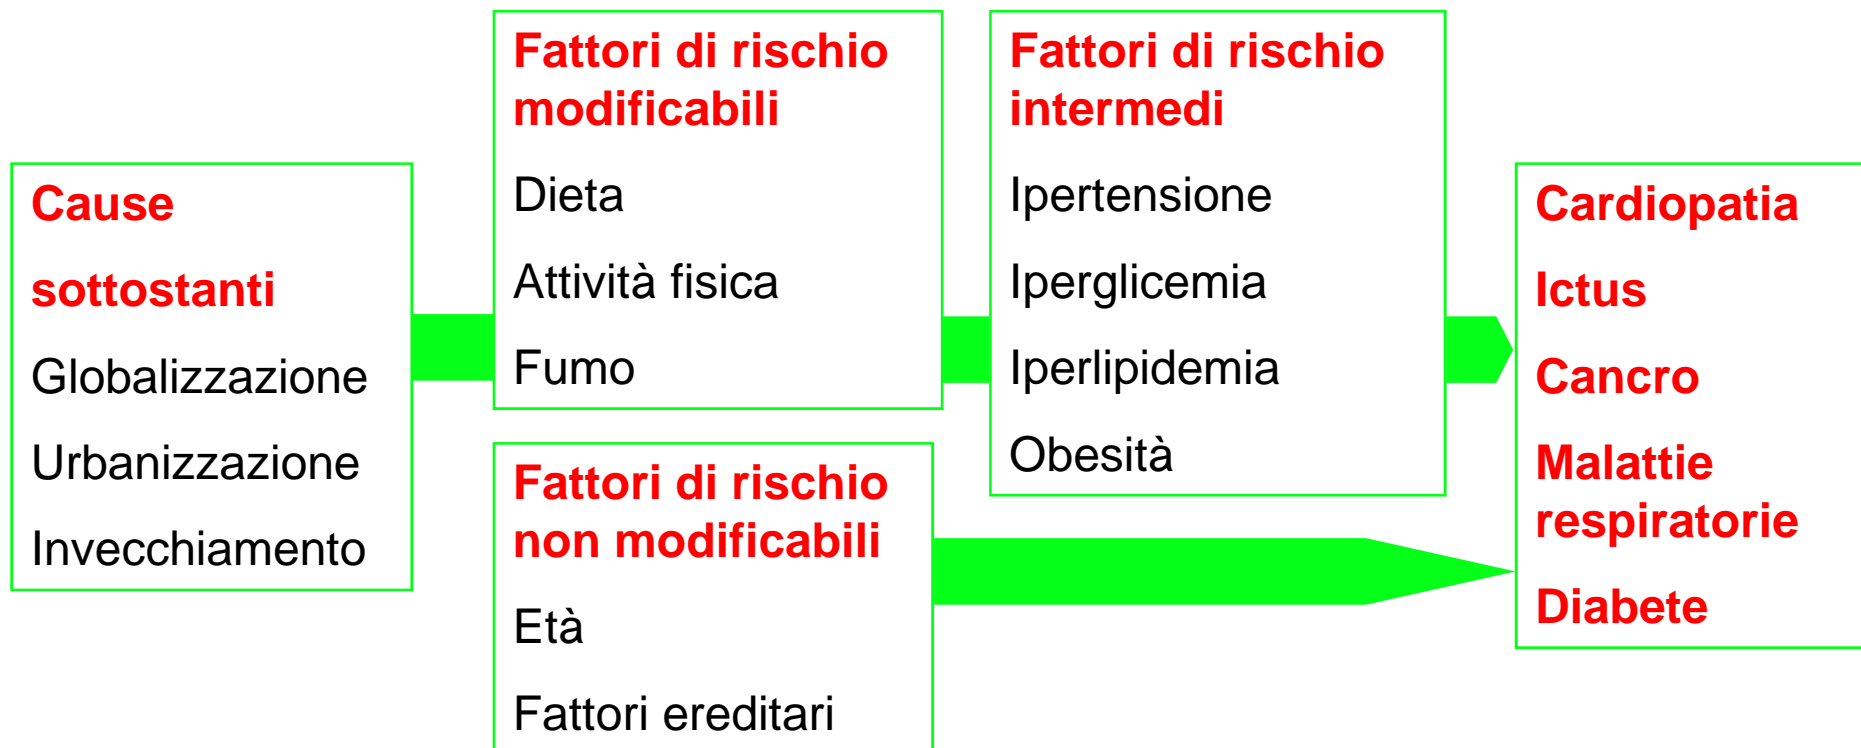 Cause
sottostanti
Globalizzazione
Urbanizzazione
Invecchiamento
Fattori di rischio
modificabili
Dieta
Attività fisica
Fumo
Fattori di rischio
non modificabili
Età
Fattori ereditari
Fattori di rischio
intermedi
Ipertensione
Iperglicemia
Iperlipidemia
Obesità
Cardiopatia
Ictus
Cancro
Malattie
respiratorie
Diabete